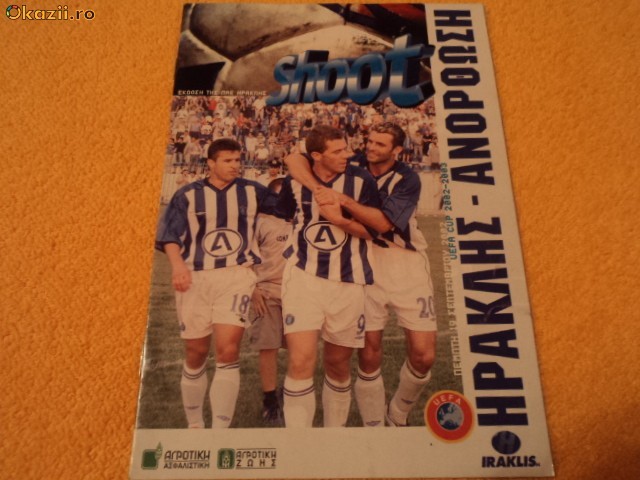 Okazii.ro
Shoot
ΕΚΔΟΣΗ ΤΗΣ ΠΑΕ ΗΡΑΚΛΗΣ
ΗΡΑΚΛΗΣ - ΑΝΟΡΘΩΣΗ
UEFA CUP 2002-2003
ΣΕΠΤΕΜΒΡΙΟΥ
A
A
18
9
20
UEFA
IRAKLIS
ΑΓΡΟΤΙΚΗ
ΑΣΦΑΛΙΣΤΙΚΗ
ΑΓΡΟΤΙΚΗ
ΖΩΗΣ